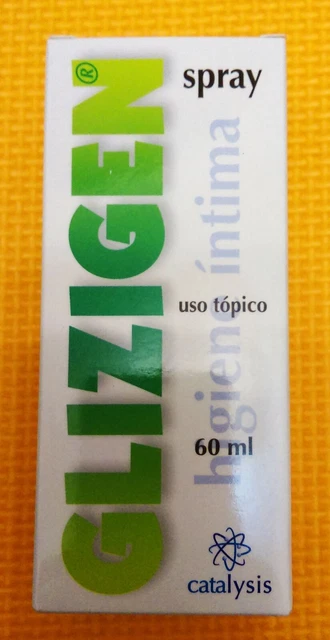 GLIZIGEN®
spray
higiene íntima
uso tópico
60 ml
catalysis